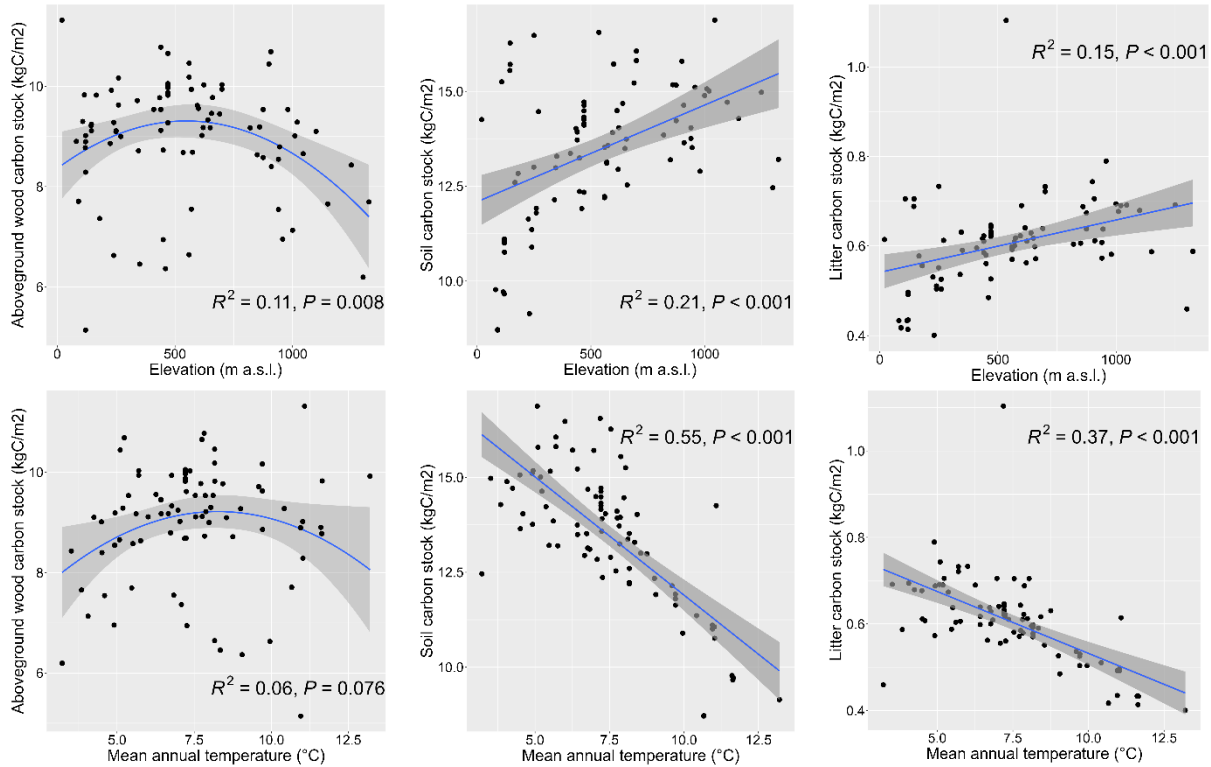 Aboveground wood carbon stock (kgC/m2)
10
8
6
R² = 0.11, P = 0.008
0
500
1000
Elevation (m a.s.l.)
Soil carbon stock (kgC/m2)
15.0
12.5
10.0
R² = 0.21, P < 0.001
0
500
1000
Elevation (m a.s.l.)
Litter carbon stock (kgC/m2)
1.0
0.8
0.6
0.4
R² = 0.15, P < 0.001
0
500
1000
Elevation (m a.s.l.)
Aboveground wood carbon stock (kgC/m2)
10
8
6
R² = 0.06, P = 0.076
5.0
7.5
10.0
12.5
Mean annual temperature (°C)
Soil carbon stock (kgC/m2)
15.0
12.5
10.0
R² = 0.55, P < 0.001
5.0
7.5
10.0
12.5
Mean annual temperature (°C)
Litter carbon stock (kgC/m2)
1.0
0.8
0.6
0.4
R² = 0.37, P < 0.001
5.0
7.5
10.0
12.5
Mean annual temperature (°C)